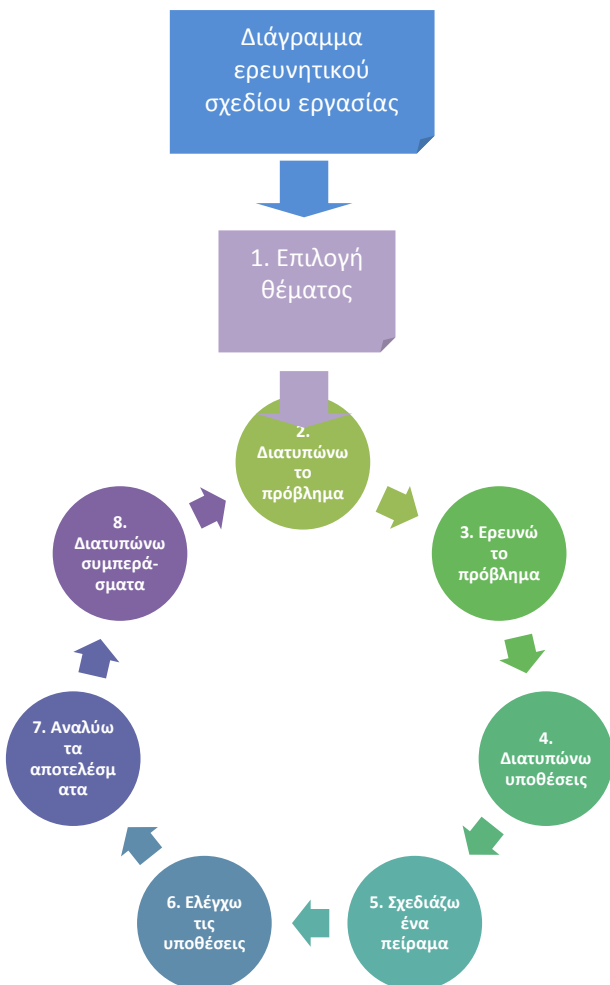 Διάγραμμα
ερευνητικού
σχεδίου εργασίας
1. Επιλογή
θέματος
2.
Διατυπώνω
το
πρόβλημα
3. Ερευνώ
το
πρόβλημα
4.
Διατυπώνω
υποθέσεις
5. Σχεδιάζω
ένα
πείραμα
6. Ελέγχω
τις
υποθέσεις
7. Αναλύω
τα
αποτελέσμ
ατα
8.
Διατυπώνω
συμπερά-
σματα